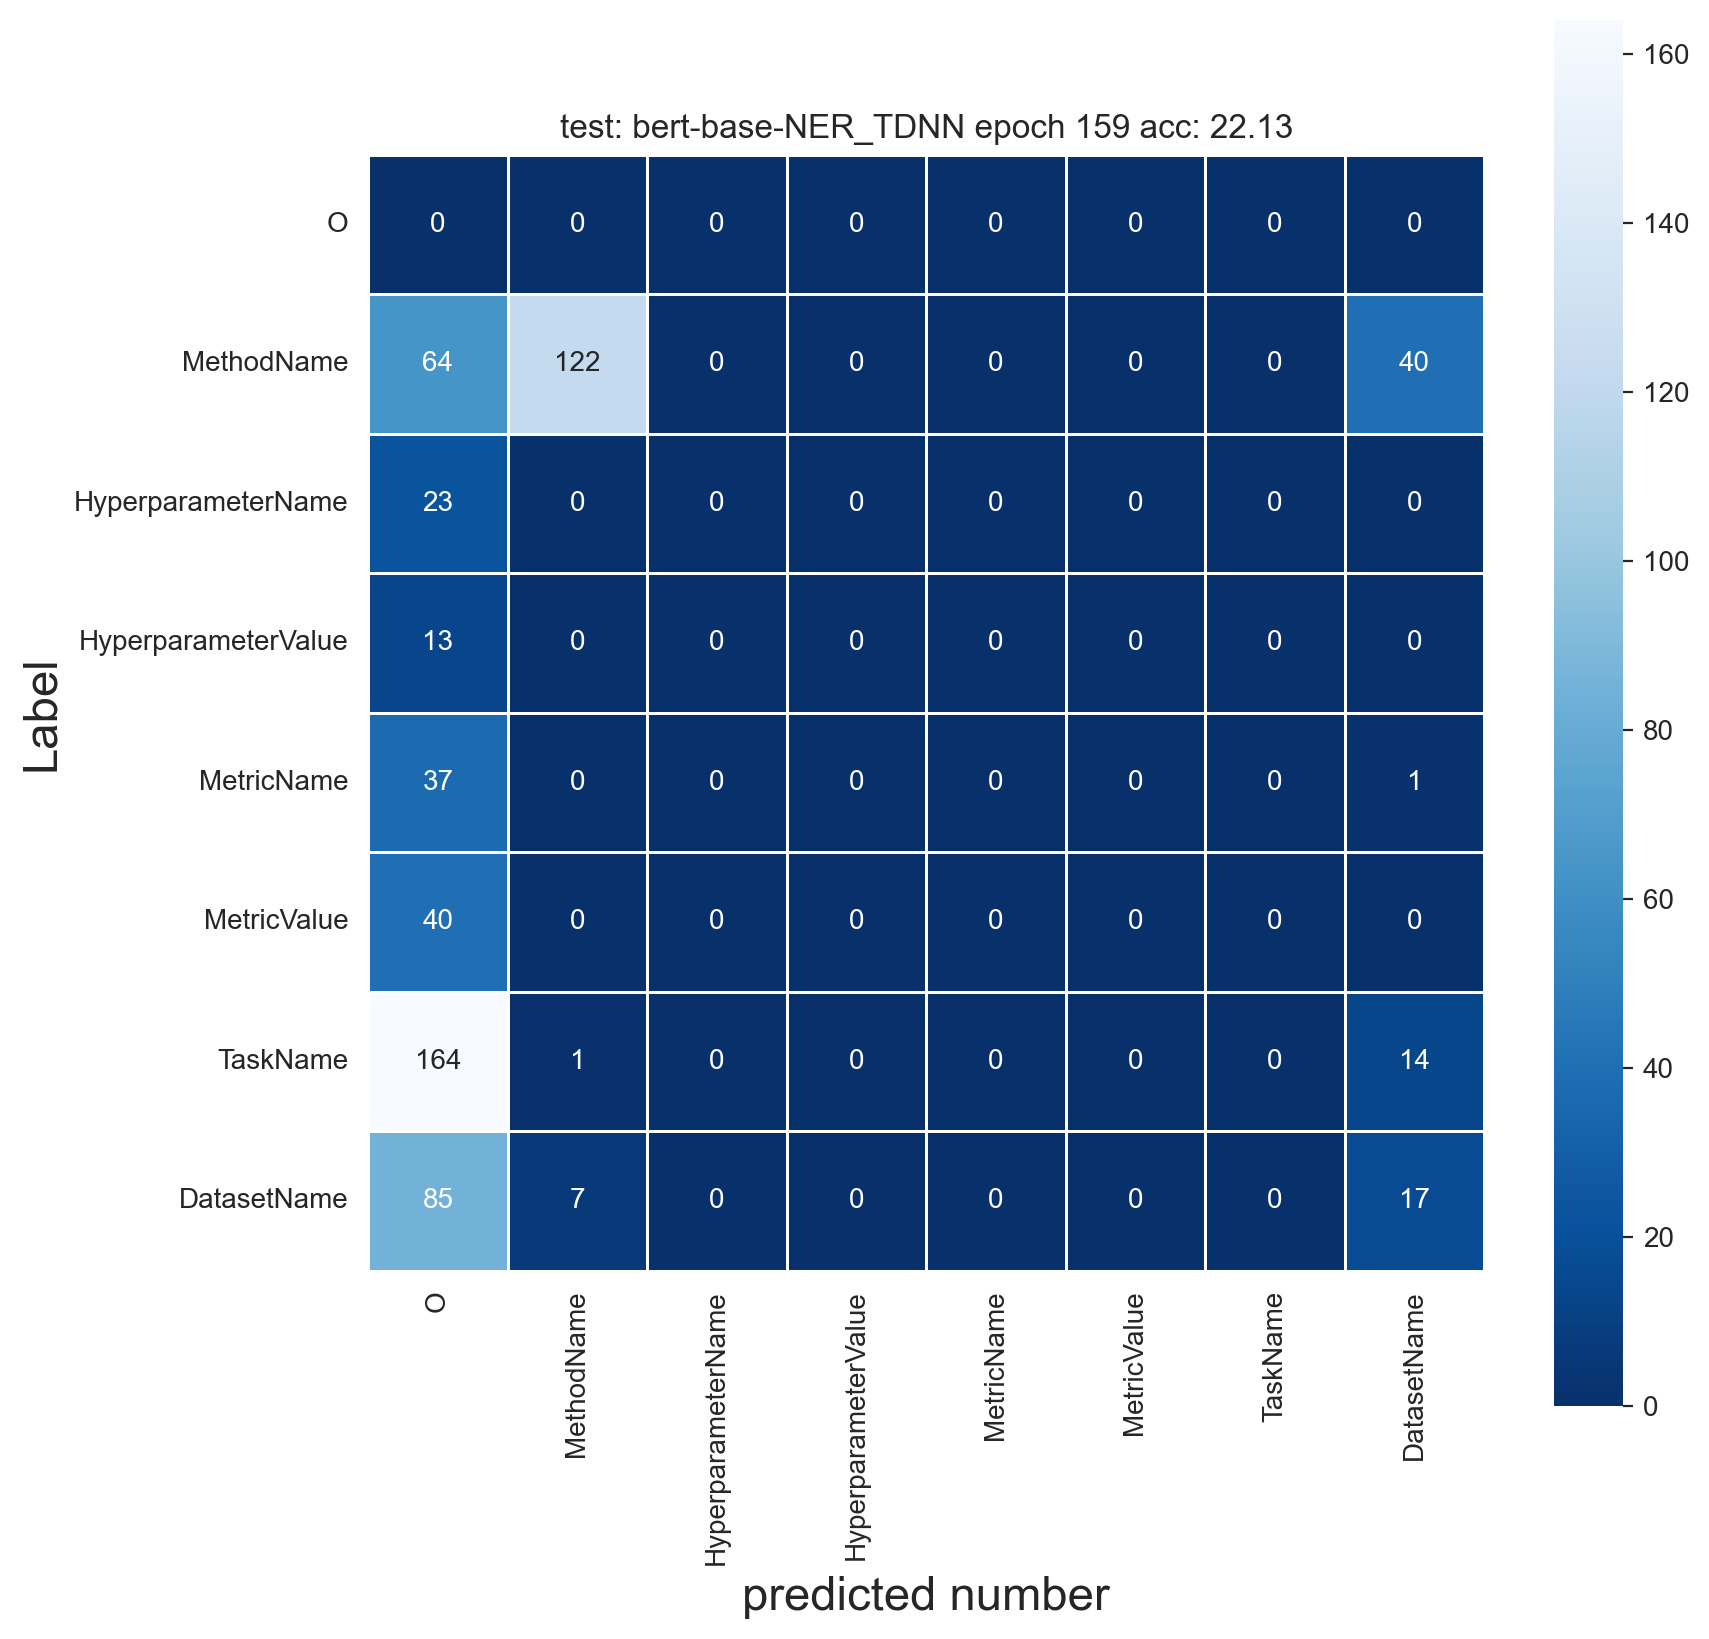 test: bert-base-NER_TDNN epoch 159 acc: 22.13
Label
O 0 0 0 0 0 0 0 0
MethodName 64 122 0 0 0 0 0 40
HyperparameterName 23 0 0 0 0 0 0 0
HyperparameterValue 13 0 0 0 0 0 0 0
MetricName 37 0 0 0 0 0 0 1
MetricValue 40 0 0 0 0 0 0 0
TaskName 164 1 0 0 0 0 0 14
DatasetName 85 7 0 0 0 0 0 17
O
MethodName
HyperparameterName
HyperparameterValue
MetricName
MetricValue
TaskName
DatasetName
predicted number
160
140
120
100
80
60
40
20
0